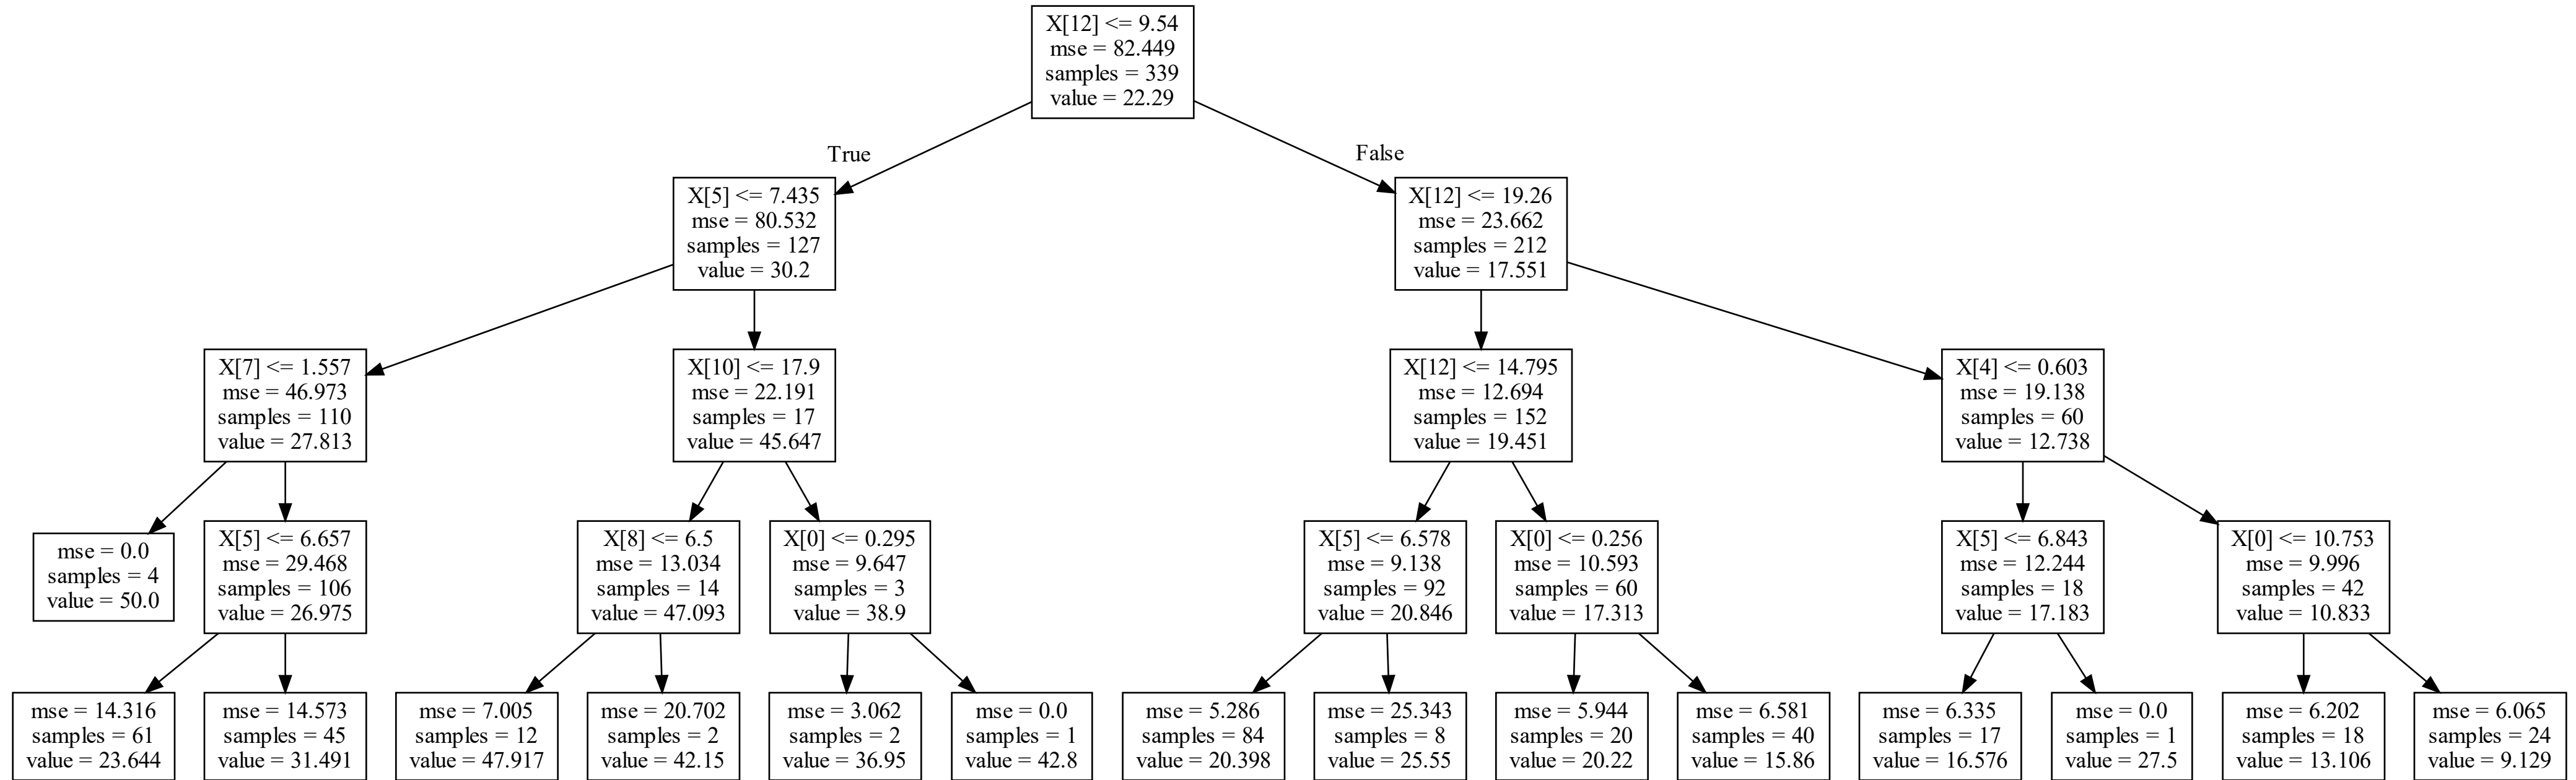 X[12] <= 9.54
mse = 82.449
samples = 339
value = 22.29
True
False
X[5] <= 7.435
mse = 80.532
samples = 127
value = 30.2
X[12] <= 19.26
mse = 23.662
samples = 212
value = 17.551
X[7] <= 1.557
mse = 46.973
samples = 110
value = 27.813
X[10] <= 17.9
mse = 22.191
samples = 17
value = 45.647
X[12] <= 14.795
mse = 12.694
samples = 152
value = 19.451
X[4] <= 0.603
mse = 19.138
samples = 60
value = 12.738
mse = 0.0
samples = 4
value = 50.0
X[5] <= 6.657
mse = 29.468
samples = 106
value = 26.975
X[8] <= 6.5
mse = 13.034
samples = 14
value = 47.093
X[0] <= 0.295
mse = 9.647
samples = 3
value = 38.9
X[5] <= 6.578
mse = 9.138
samples = 92
value = 20.846
X[0] <= 0.256
mse = 10.593
samples = 60
value = 17.313
X[5] <= 6.843
mse = 12.244
samples = 18
value = 17.183
X[0] <= 10.753
mse = 9.996
samples = 42
value = 10.833
mse = 14.316
samples = 61
value = 23.644
mse = 14.573
samples = 45
value = 31.491
mse = 7.005
samples = 12
value = 47.917
mse = 20.702
samples = 2
value = 42.15
mse = 3.062
samples = 2
value = 36.95
mse = 0.0
samples = 1
value = 42.8
mse = 5.286
samples = 84
value = 20.398
mse = 25.343
samples = 8
value = 25.55
mse = 5.944
samples = 20
value = 20.22
mse = 6.581
samples = 40
value = 15.86
mse = 6.335
samples = 17
value = 16.576
mse = 0.0
samples = 1
value = 27.5
mse = 6.202
samples = 18
value = 13.106
mse = 6.065
samples = 24
value = 9.129